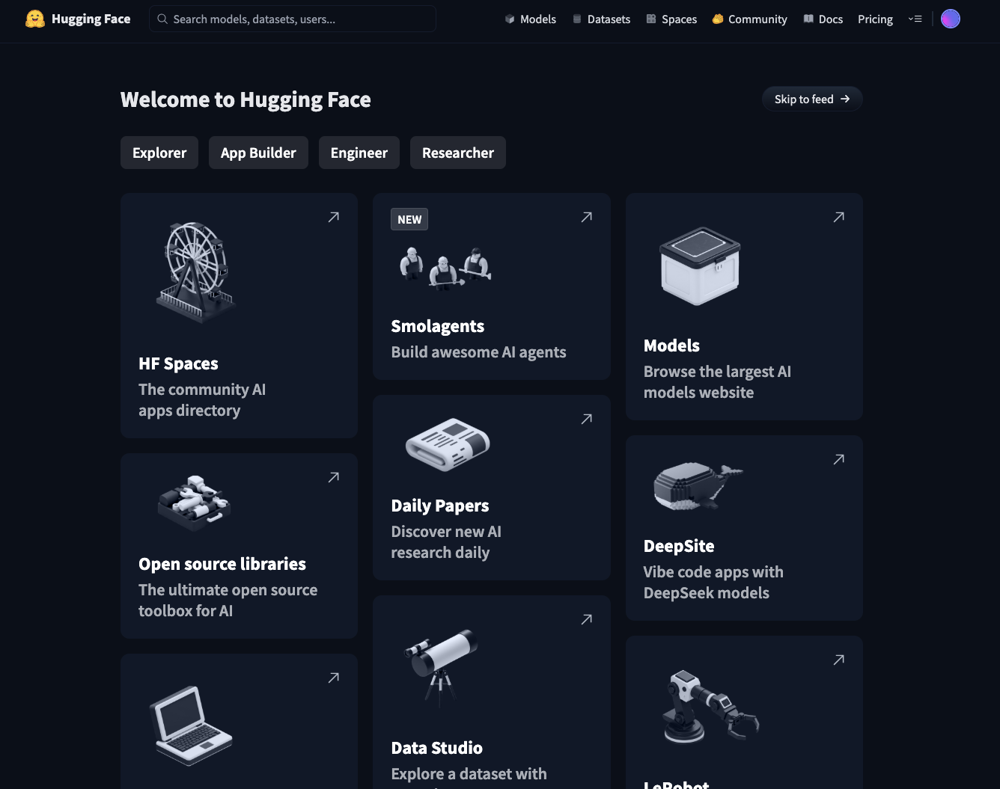 Hugging Face
Search models, datasets, users...
Models
Datasets
Spaces
Community
Docs
Pricing
Welcome to Hugging Face
Skip to feed
Explorer
App Builder
Engineer
Researcher
HF Spaces
The community AI
apps directory
NEW
Smolagents
Build awesome AI agents
Models
Browse the largest AI
models website
Open source libraries
The ultimate open source
toolbox for AI
Daily Papers
Discover new AI
research daily
DeepSite
Vibe code apps with
DeepSeek models
Data Studio
Explore a dataset with
LeRobot